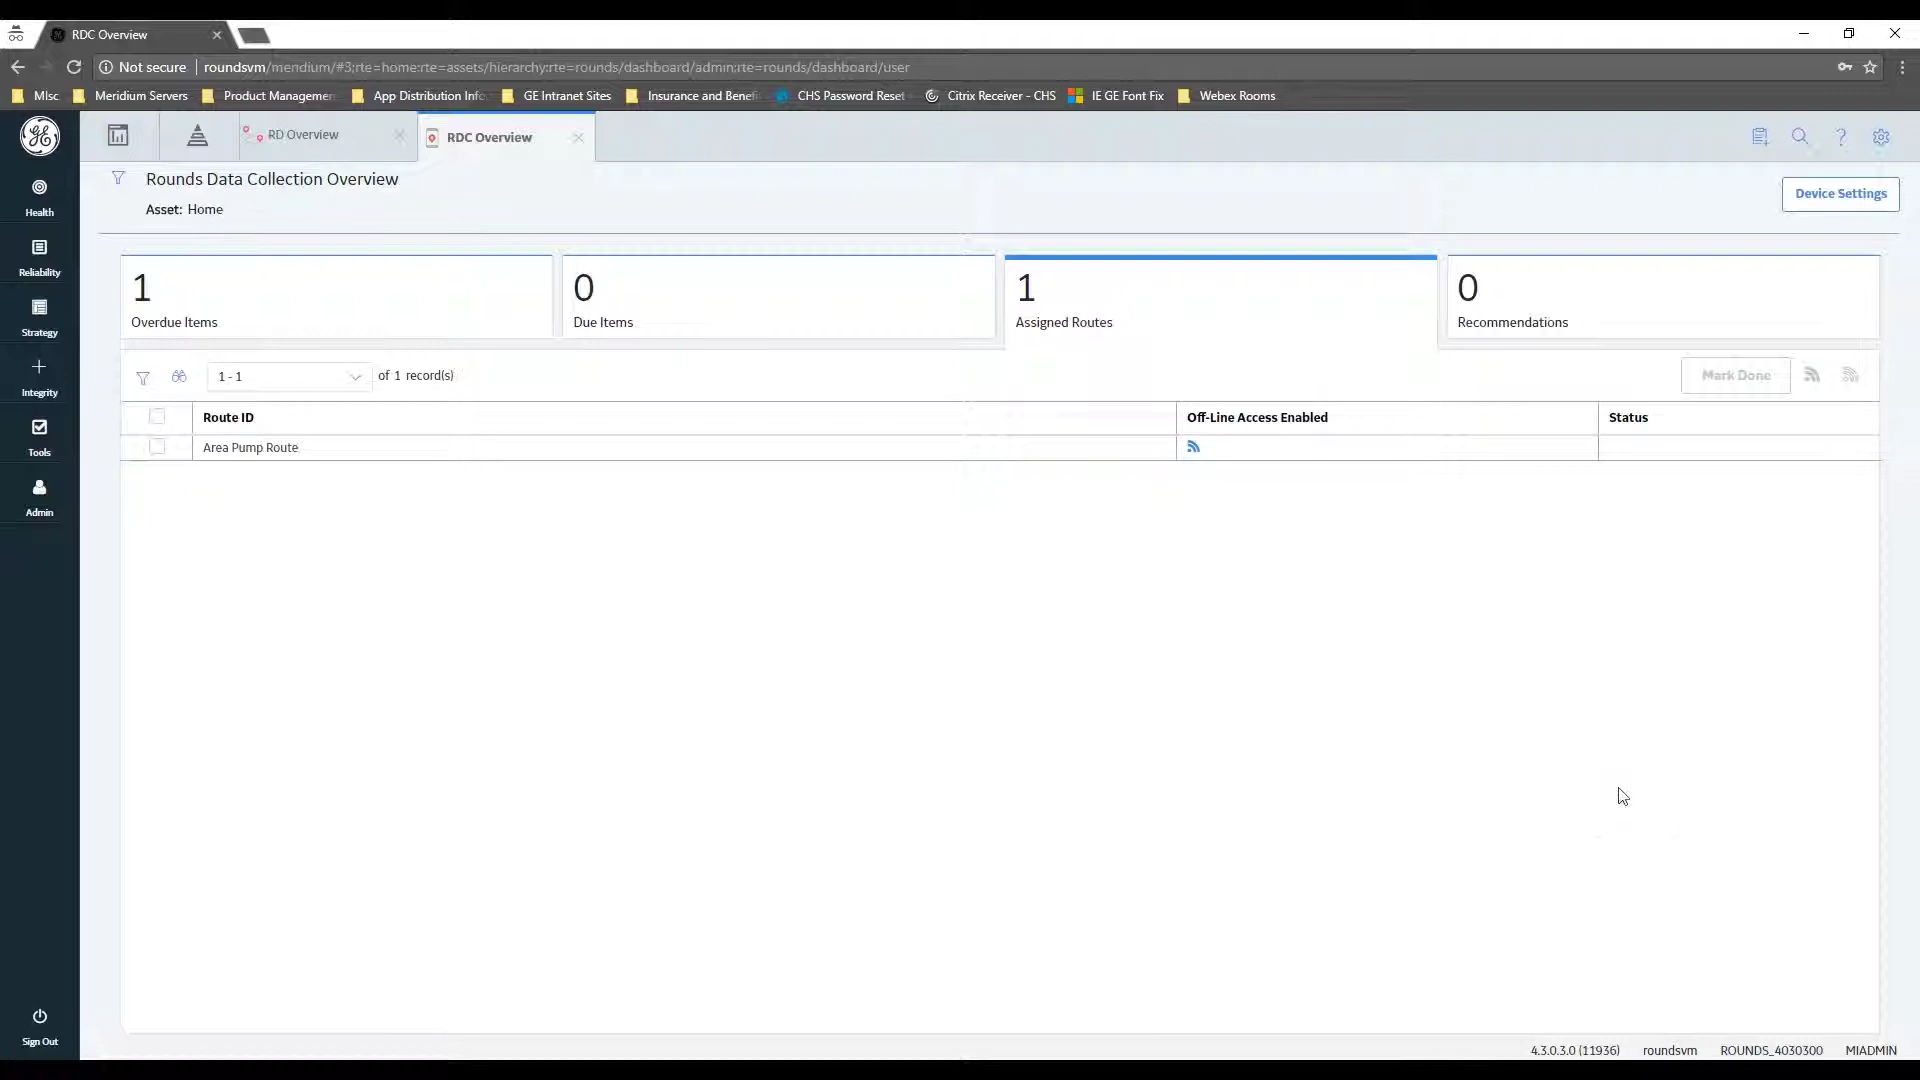 RDC Overview
Not secure | roundsvm/meridium/#3;rte=home;rte=assets/hierarchy;rte=rounds/dashboard/admin;rte=rounds/dashboard/user
MIsc
Meridium Servers
Product Managemen
App Distribution Info
GE Intranet Sites
Insurance and Benefi
CHS Password Reset
Citrix Receiver - CHS
IE GE Font Fix
Webex Rooms
RD Overview
RDC Overview
Health
Reliability
Strategy
Integrity
Tools
Admin
Sign Out
Rounds Data Collection Overview
Asset: Home
Device Settings
1
Overdue Items
0
Due Items
1
Assigned Routes
0
Recommendations
1 - 1
of 1 record(s)
Mark Done
Route ID
Off-Line Access Enabled
Status
Area Pump Route
4.3.0.3.0 (11936)
roundsvm
ROUNDS_4030300
MIADMIN